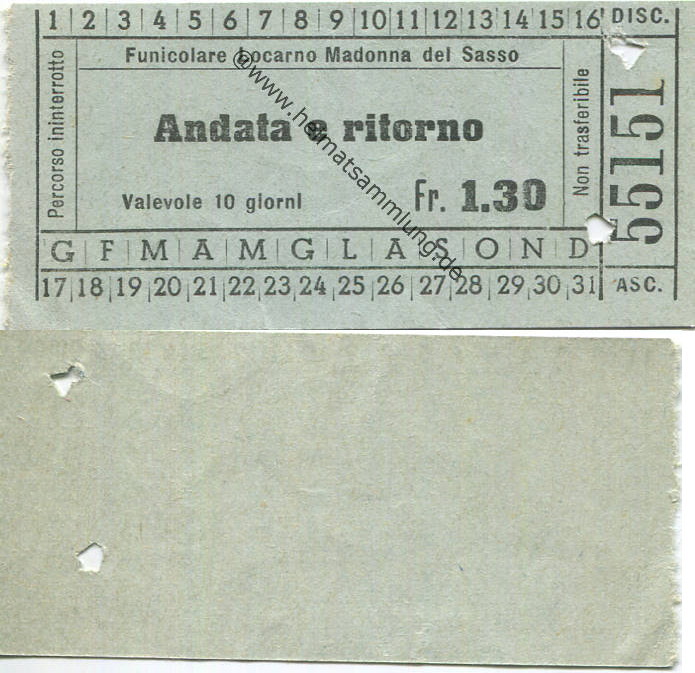 1 2 3 4 5 6 7 8 9 10 11 12 13 14 15 16 DISC.
Percorso ininterrotto
Funicolare Locarno Madonna del Sasso
Andata e ritorno
Valevole 10 giorni Fr. 1.30
Non trasferibile
55151
G F M A M G L A S O N D
17 18 19 20 21 22 23 24 25 26 27 28 29 30 31 ASC.
@www.heimatsammlung.de